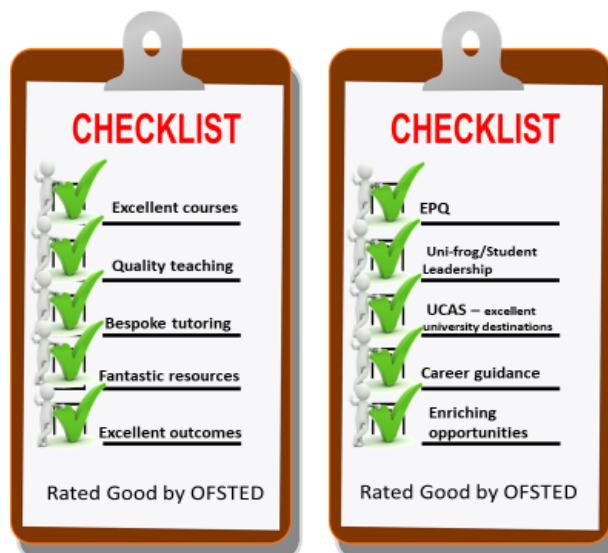 CHECKLIST
Excellent courses
Quality teaching
Bespoke tutoring
Fantastic resources
Excellent outcomes
Rated Good by OFSTED
CHECKLIST
EPQ
Uni-frog/Student
Leadership
UCAS – excellent
university destinations
Career guidance
Enriching
opportunities
Rated Good by OFSTED